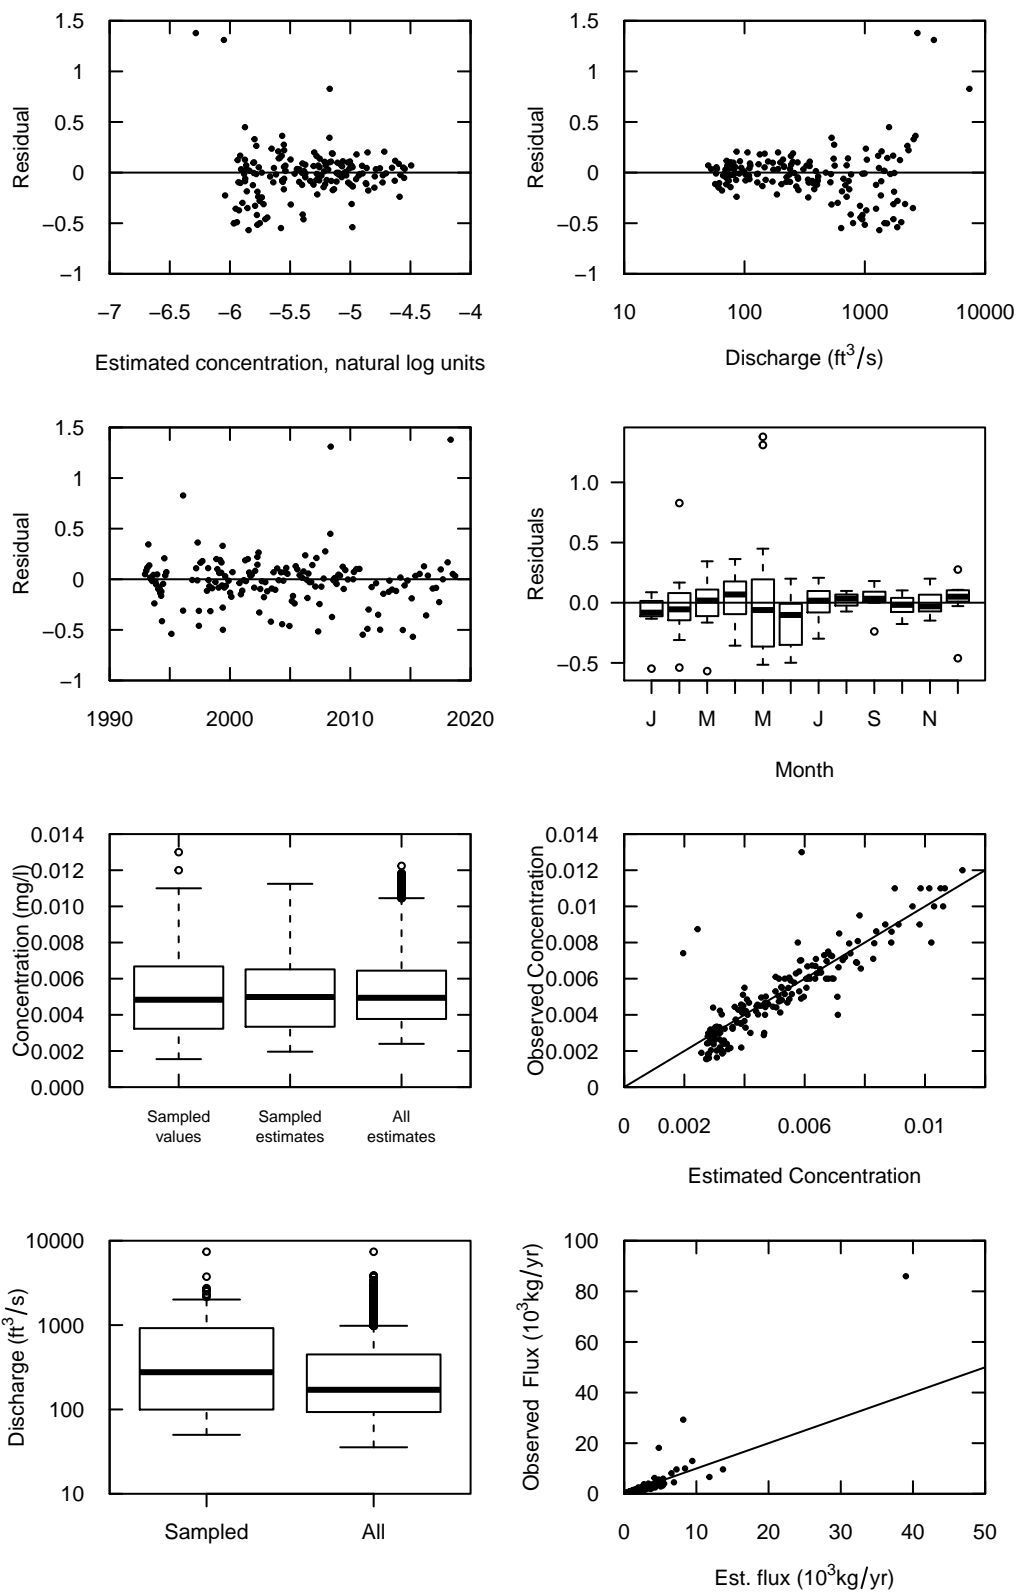 1.5
1
0.5
0
−0.5
−1
Residual
−7 −6.5 −6 −5.5 −5 −4.5 −4
Estimated concentration, natural log units
1.5
1
0.5
0
−0.5
−1
Residual
10 100 1000 10000
Discharge (ft³/s)
1.5
1
0.5
0
−0.5
−1
Residual
1990 2000 2010 2020
1.0
0.5
0.0
−0.5
Residuals
J M M J S N
Month
0.014
0.012
0.010
0.008
0.006
0.004
0.002
0.000
Concentration (mg/l)
Sampled Sampled All
values estimates estimates
0.014
0.012
0.01
0.008
0.006
0.004
0.002
0
Observed Concentration
0 0.002 0.006 0.01
Estimated Concentration
10000
1000
100
10
Discharge (ft³/s)
Sampled All
100
80
60
40
20
0
Observed Flux (10³kg/yr)
0 10 20 30 40 50
Est. flux (10³kg/yr)